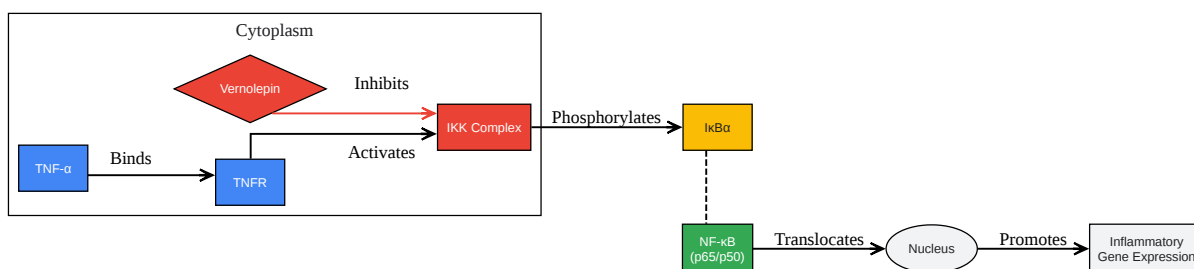 Cytoplasm
Vernolepin
Inhibits
IKK Complex
Phosphorylates
IκBα
TNF-α
Binds
TNFR
Activates
NF-κB
(p65/p50)
Translocates
Nucleus
Promotes
Inflammatory
Gene Expression